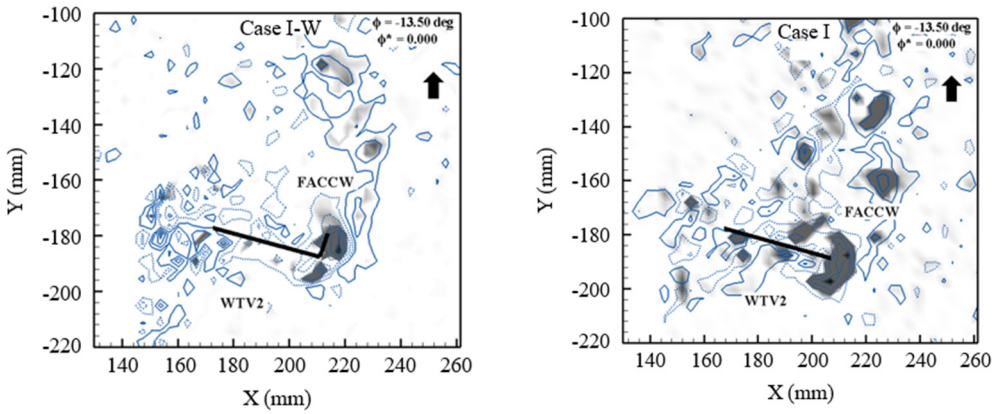 Case I-W
ϕ = -13.50 deg
ϕ* = 0.000
-100
-120
-140
-160
-180
-200
-220
Y (mm)
FACCW
WTV2
140 160 180 200 220 240 260
X (mm)
Case I
ϕ = -13.50 deg
ϕ* = 0.000
-100
-120
-140
-160
-180
-200
-220
Y (mm)
FACCW
WTV2
140 160 180 200 220 240 260
X (mm)